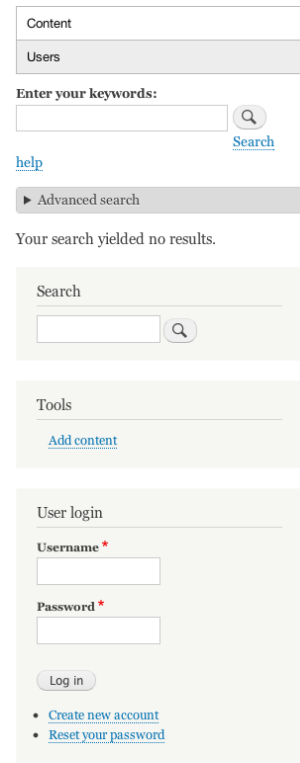 Content
Users
Enter your keywords:
Search
help
Advanced search
Your search yielded no results.
Search
Tools
Add content
User login
Username *
Password *
Log in
Create new account
Reset your password